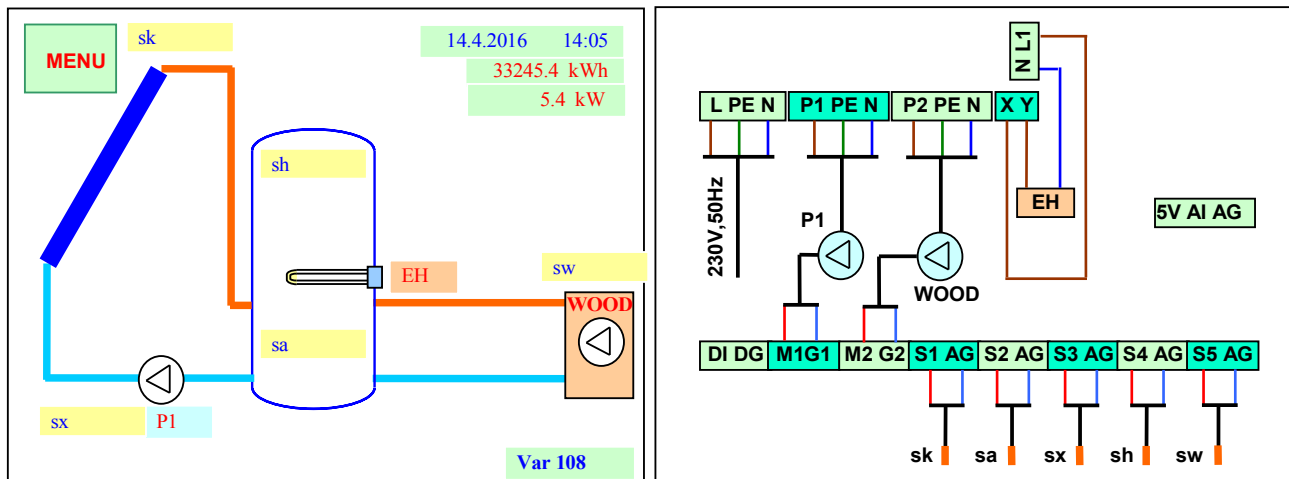 sk
MENU
14.4.2016 14:05
33245.4 kWh
5.4 kW
sh
EH
sw
WOOD
sa
sx
P1
Var 108
N L1
L PE N
P1 PE N
P2 PE N
X Y
EH
5V AI AG
230V,50Hz
P1
WOOD
DI DG
M1G1
M2 G2
S1 AG
S2 AG
S3 AG
S4 AG
S5 AG
sk
sa
sx
sh
sw